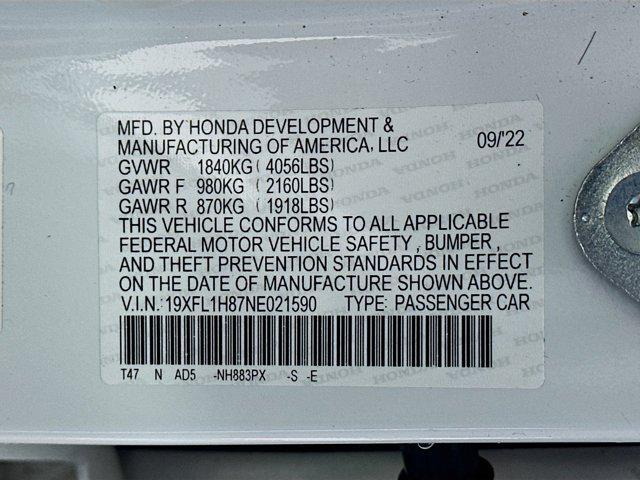 MFD. BY HONDA DEVELOPMENT &
MANUFACTURING OF AMERICA, LLC 09/'22
GVWR 1840KG ( 4056LBS)
GAWR F 980KG ( 2160LBS)
GAWR R 870KG ( 1918LBS)
THIS VEHICLE CONFORMS TO ALL APPLICABLE
FEDERAL MOTOR VEHICLE SAFETY , BUMPER ,
AND THEFT PREVENTION STANDARDS IN EFFECT
ON THE DATE OF MANUFACTURE SHOWN ABOVE.
V.I.N.: 19XFL1H87NE021590 TYPE: PASSENGER CAR
T47 N AD5 -NH883PX -S -E